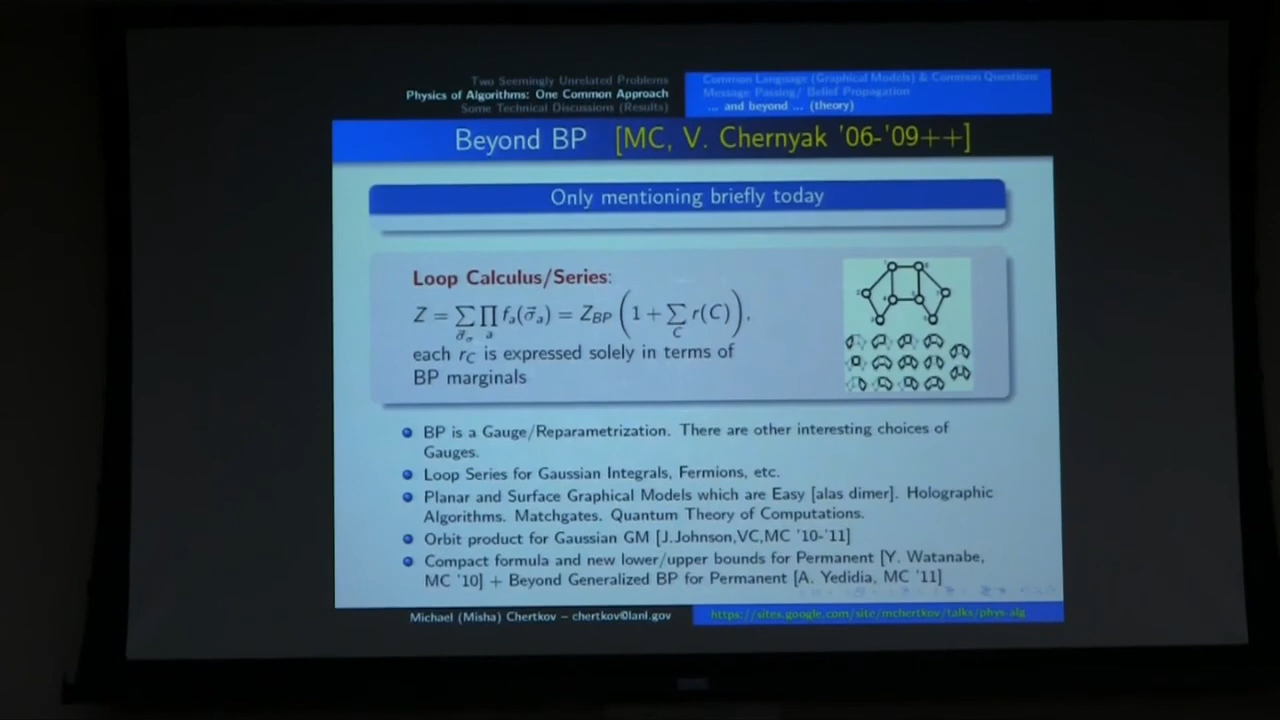 Two Seemingly Unrelated Problems
Physics of Algorithms: One Common Approach
Some Technical Discussions (Results)
Common Language (Graphical Models) & Common Questions
Message Passing/ Belief Propagation
... and beyond ... (theory)
Beyond BP [MC, V. Chernyak '06-'09++]
Only mentioning briefly today
Loop Calculus/Series:
Z = ∑_{σ⃗_σ} ∏_a f_a(σ⃗_a) = Z_{BP} (1 + ∑_C r(C)),
each r_C is expressed solely in terms of
BP marginals
BP is a Gauge/Reparametrization. There are other interesting choices of
Gauges.
Loop Series for Gaussian Integrals, Fermions, etc.
Planar and Surface Graphical Models which are Easy [alas dimer]. Holographic
Algorithms. Matchgates. Quantum Theory of Computations.
Orbit product for Gaussian GM [J.Johnson,VC,MC '10-'11]
Compact formula and new lower/upper bounds for Permanent [Y. Watanabe,
MC '10] + Beyond Generalized BP for Permanent [A. Yedidia, MC '11]
Michael (Misha) Chertkov – chertkov@lanl.gov
https://sites.google.com/site/mchertkov/talks/phys-alg